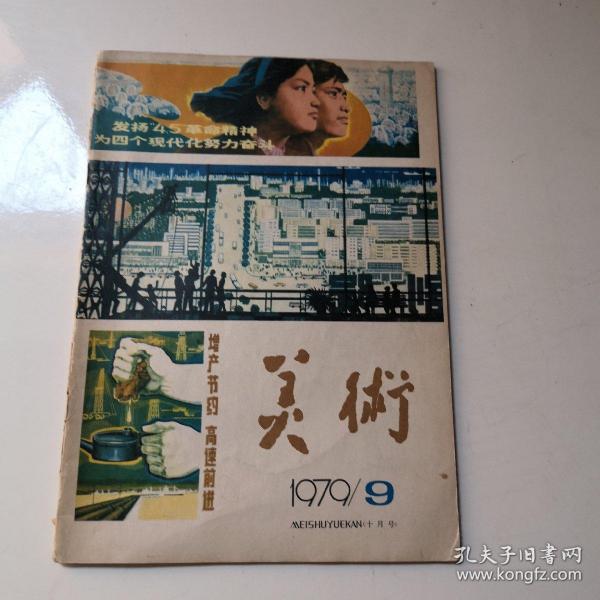 发扬“4·5革命精神
为四个现代化努力奋斗
增产节约 高速前进
美術
1979/9
MEISHUYUEKAN(十月号)
孔夫子旧书网
www.kongfz.com